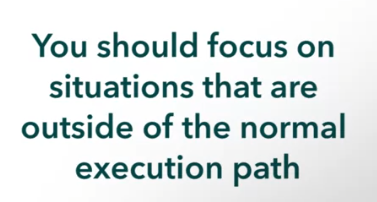 You should focus on
situations that are
outside of the normal
execution path